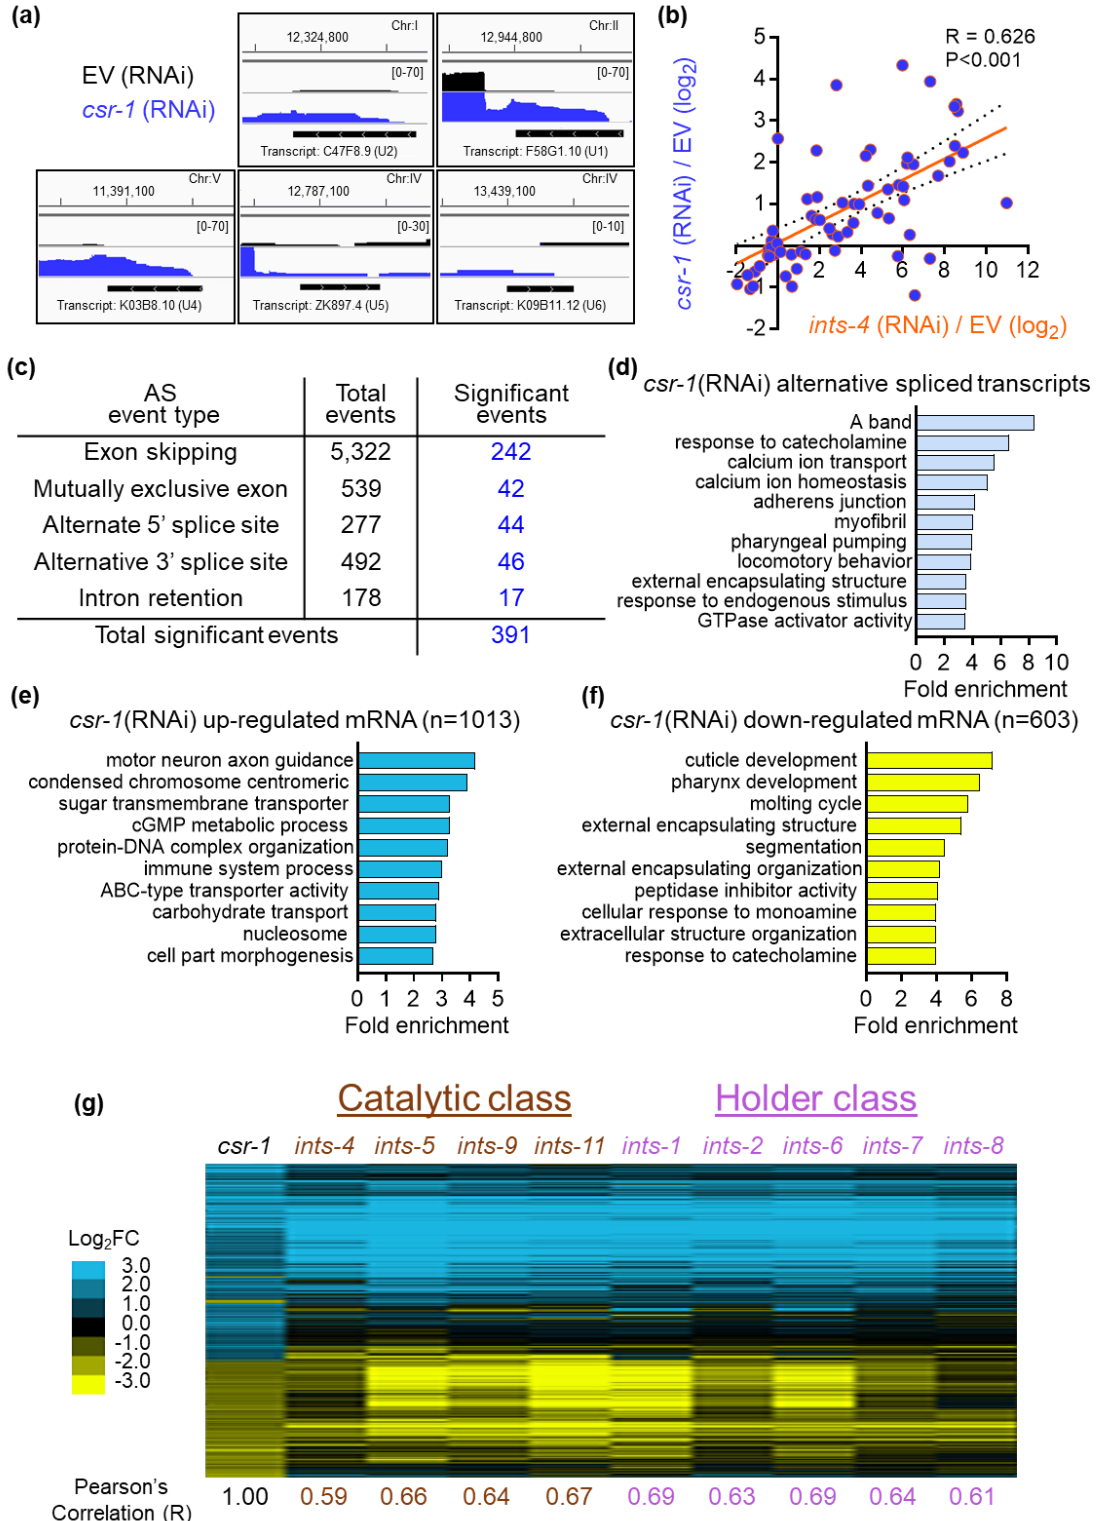 (a)
EV (RNAi)
csr-1 (RNAi)
Chr:I
12,324,800
[0-70]
Transcript: C47F8.9 (U2)
Chr:II
12,944,800
[0-70]
Transcript: F58G1.10 (U1)
Chr:V
11,391,100
[0-70]
Transcript: K03B8.10 (U4)
Chr:IV
12,787,100
[0-30]
Transcript: ZK897.4 (U5)
Chr:IV
13,439,100
[0-10]
Transcript: K09B11.12 (U6)
(b)
R = 0.626
P<0.001
csr-1 (RNAi) / EV (log2)
5
4
3
2
1
-1
-2
-2 2 4 6 8 10 12
ints-4 (RNAi) / EV (log2)
(c)
AS event type
Total events
Significant events
Exon skipping 5,322 242
Mutually exclusive exon 539 42
Alternate 5' splice site 277 44
Alternative 3' splice site 492 46
Intron retention 178 17
Total significant events 391
(d)
csr-1(RNAi) alternative spliced transcripts
A band
response to catecholamine
calcium ion transport
calcium ion homeostasis
adherens junction
myofibril
pharyngeal pumping
locomotory behavior
external encapsulating structure
response to endogenous stimulus
GTPase activator activity
0 2 4 6 8 10
Fold enrichment
(e)
csr-1(RNAi) up-regulated mRNA (n=1013)
motor neuron axon guidance
condensed chromosome centromeric
sugar transmembrane transporter
cGMP metabolic process
protein-DNA complex organization
immune system process
ABC-type transporter activity
carbohydrate transport
nucleosome
cell part morphogenesis
0 1 2 3 4 5
Fold enrichment
(f)
csr-1(RNAi) down-regulated mRNA (n=603)
cuticle development
pharynx development
molting cycle
external encapsulating structure
segmentation
external encapsulating organization
peptidase inhibitor activity
cellular response to monoamine
extracellular structure organization
response to catecholamine
0 2 4 6 8
Fold enrichment
(g)
Catalytic class
Holder class
csr-1 ints-4 ints-5 ints-9 ints-11 ints-1 ints-2 ints-6 ints-7 ints-8
Log2FC
3.0
2.0
1.0
0.0
-1.0
-2.0
-3.0
Pearson's
Correlation (R)
1.00 0.59 0.66 0.64 0.67 0.69 0.63 0.69 0.64 0.61